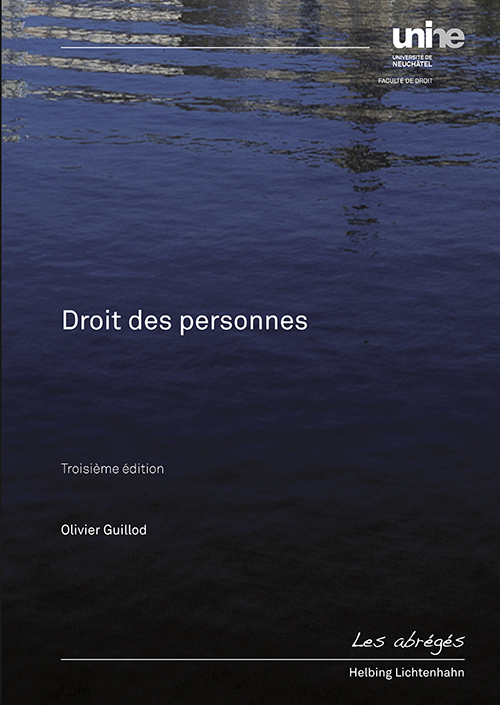 unine
UNIVERSITÉ DE
NEUCHÂTEL
FACULTÉ DE DROIT
Droit des personnes
Troisième édition
Olivier Guillod
Les abrégés
Helbing Lichtenhahn